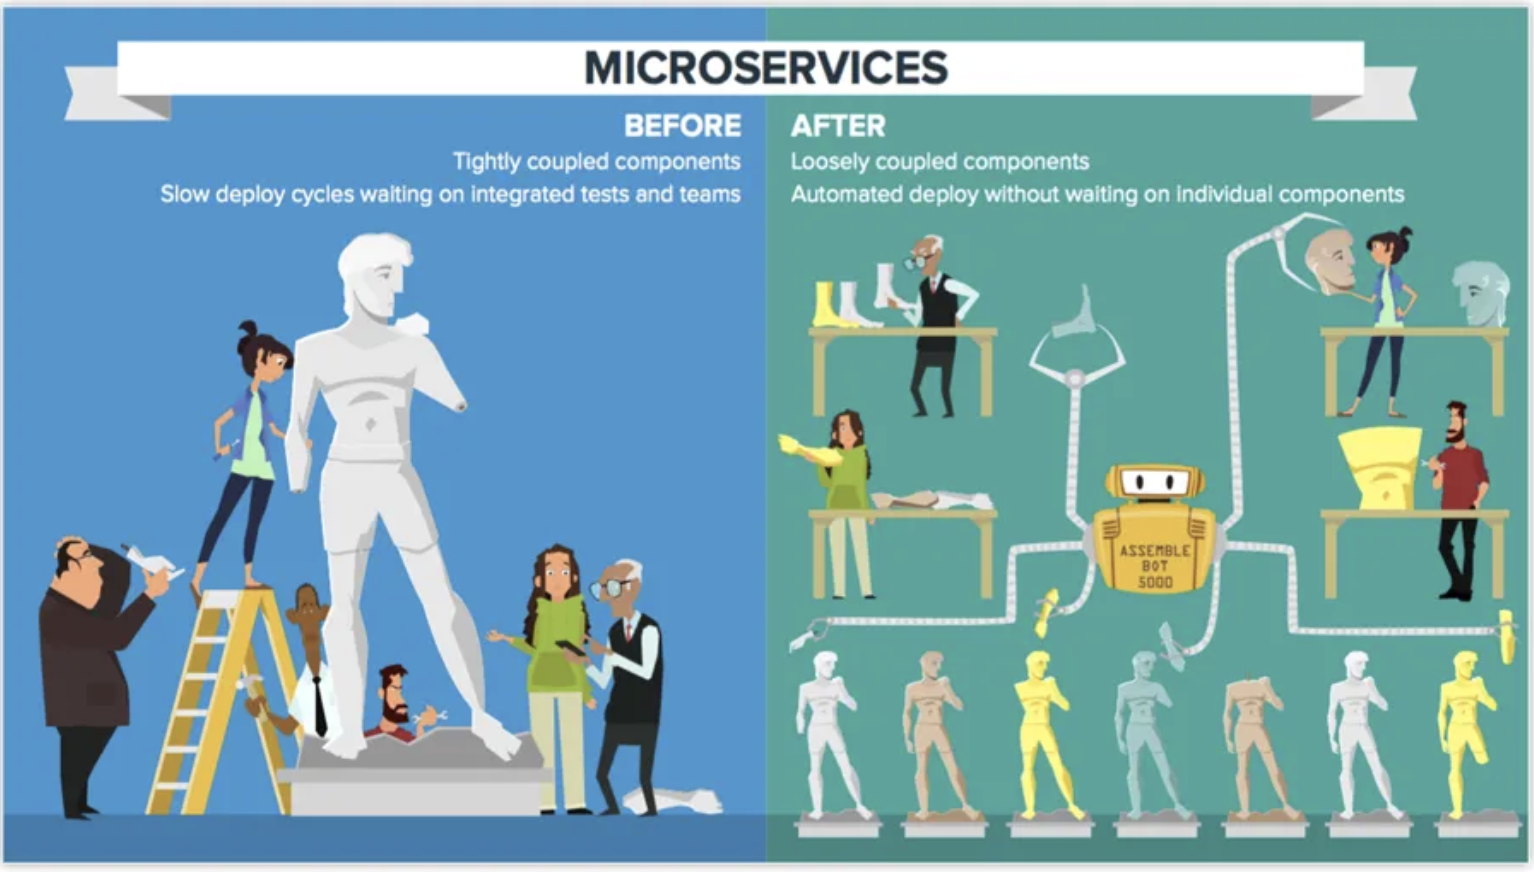 MICROSERVICES
BEFORE
Tightly coupled components
Slow deploy cycles waiting on integrated tests and teams
AFTER
Loosely coupled components
Automated deploy without waiting on individual components
ASSEMBLE
BOT
5000